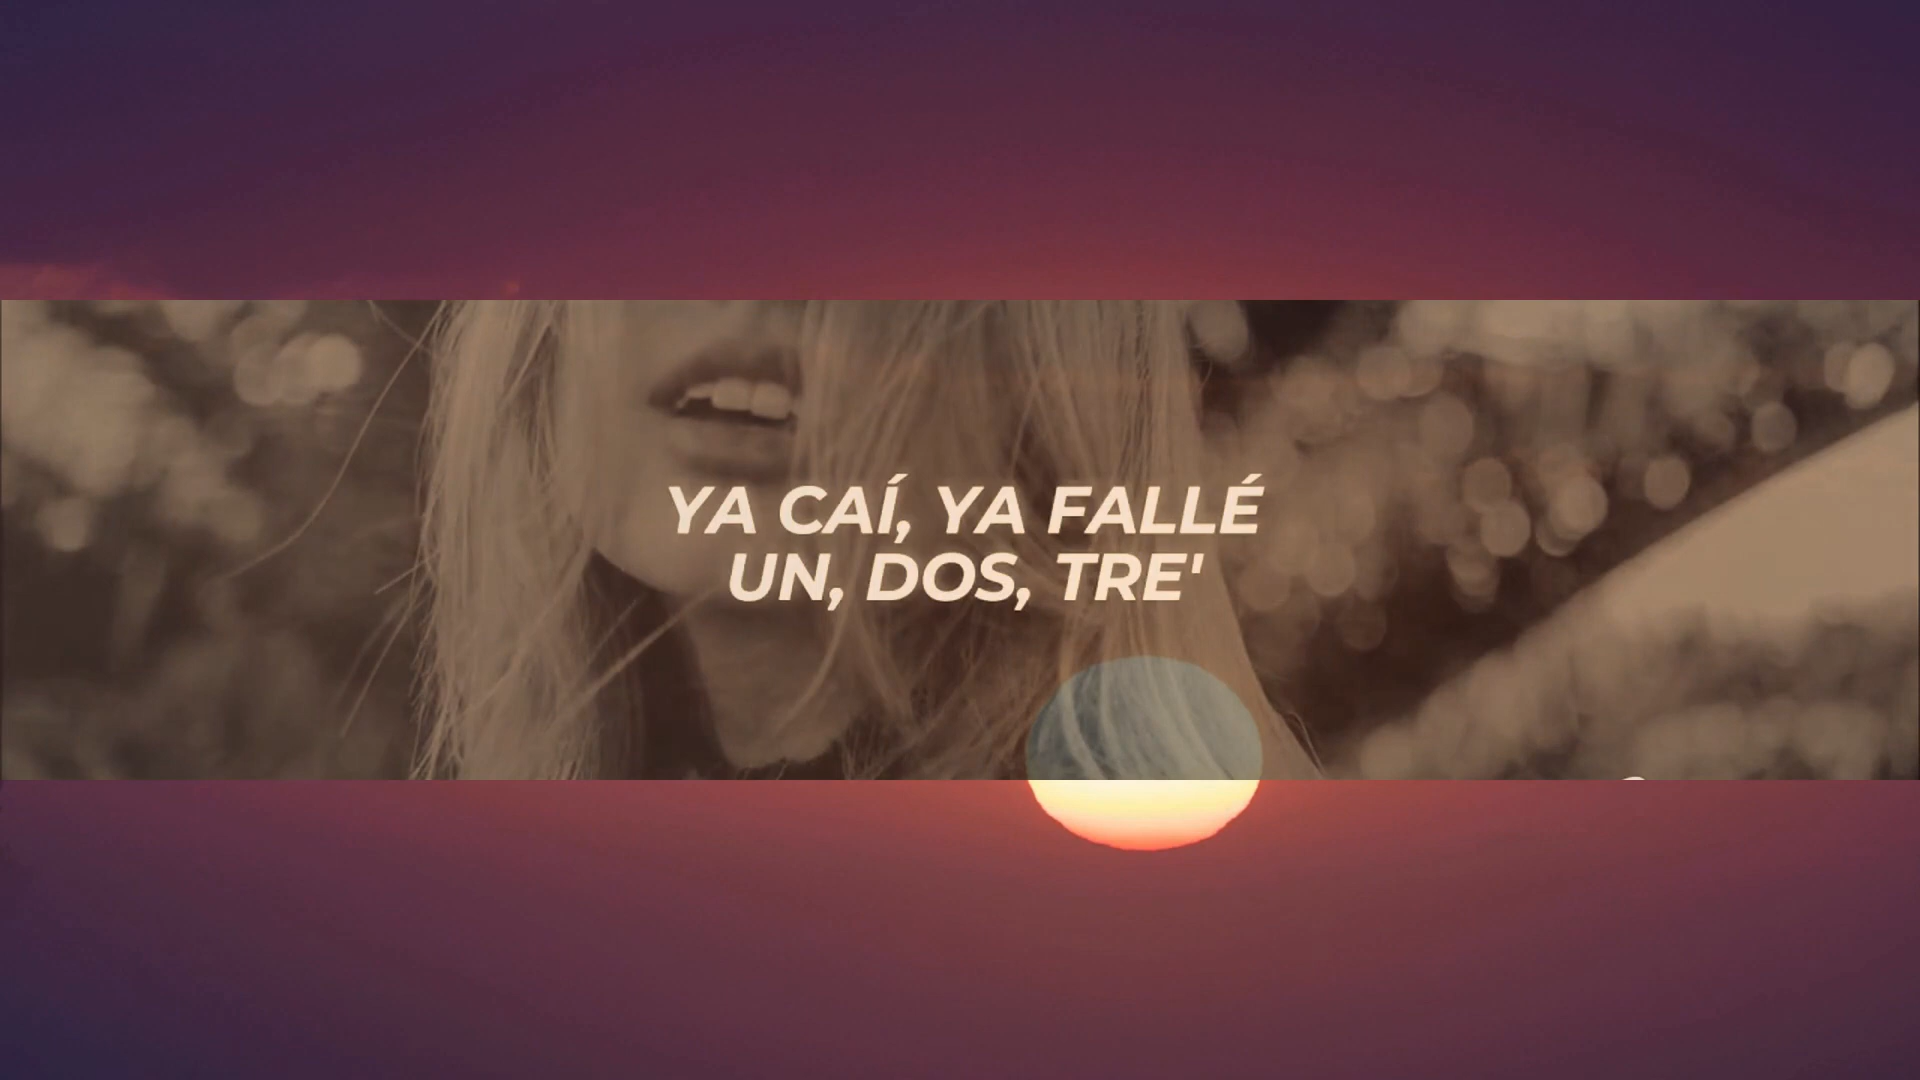 YA CAÍ, YA FALLÉ
UN, DOS, TRE'